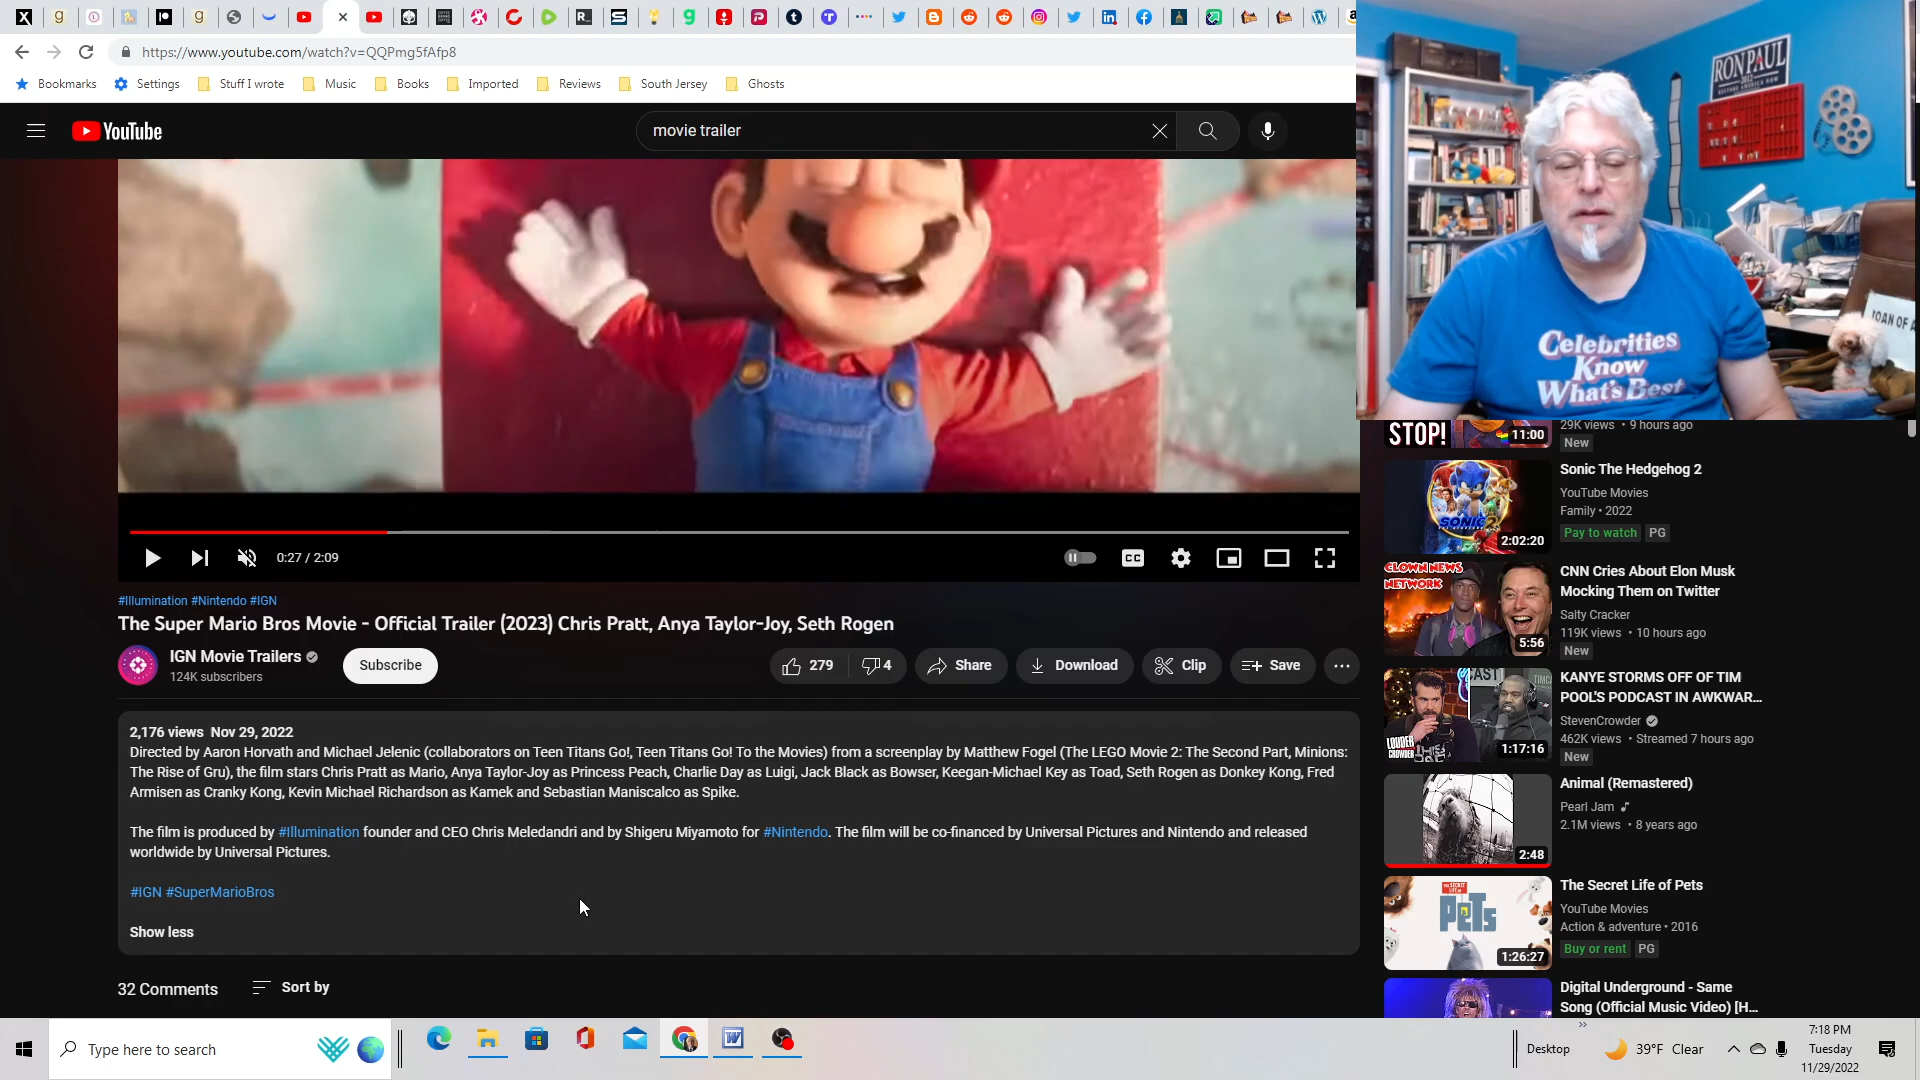 https://www.youtube.com/watch?v=QQPmg5fAfp8
Bookmarks Settings Stuff I wrote Music Books Imported Reviews South Jersey Ghosts
YouTube
movie trailer
RON PAUL
2012
Celebrities
Know
What's Best
JOAN OF A
0:27 / 2:09
CC
#Illumination #Nintendo #IGN
The Super Mario Bros Movie - Official Trailer (2023) Chris Pratt, Anya Taylor-Joy, Seth Rogen
IGN Movie Trailers
124K subscribers
Subscribe
279 4 Share Download Clip Save
2,176 views Nov 29, 2022
Directed by Aaron Horvath and Michael Jelenic (collaborators on Teen Titans Go!, Teen Titans Go! To the Movies) from a screenplay by Matthew Fogel (The LEGO Movie 2: The Second Part, Minions:
The Rise of Gru), the film stars Chris Pratt as Mario, Anya Taylor-Joy as Princess Peach, Charlie Day as Luigi, Jack Black as Bowser, Keegan-Michael Key as Toad, Seth Rogen as Donkey Kong, Fred
Armisen as Cranky Kong, Kevin Michael Richardson as Kamek and Sebastian Maniscalco as Spike.
The film is produced by #Illumination founder and CEO Chris Meledandri and by Shigeru Miyamoto for #Nintendo. The film will be co-financed by Universal Pictures and Nintendo and released
worldwide by Universal Pictures.
#IGN #SuperMarioBros
Show less
32 Comments Sort by
STOP!
11:00
29K views • 9 hours ago
New
SONIC 2
2:02:20
Sonic The Hedgehog 2
YouTube Movies
Family • 2022
Pay to watch PG
CLOWN NEWS
NETWORK
5:56
CNN Cries About Elon Musk
Mocking Them on Twitter
Salty Cracker
119K views • 10 hours ago
New
LOUDER
CROWDER
1:17:16
KANYE STORMS OFF OF TIM
POOL'S PODCAST IN AWKWAR...
StevenCrowder
462K views • Streamed 7 hours ago
New
2:48
Animal (Remastered)
Pearl Jam
2.1M views • 8 years ago
THE SECRET
LIFE OF
PETS
1:26:27
The Secret Life of Pets
YouTube Movies
Action & adventure • 2016
Buy or rent PG
Digital Underground - Same
Song (Official Music Video) [H...
Type here to search
Desktop
39°F Clear
7:18 PM
Tuesday
11/29/2022